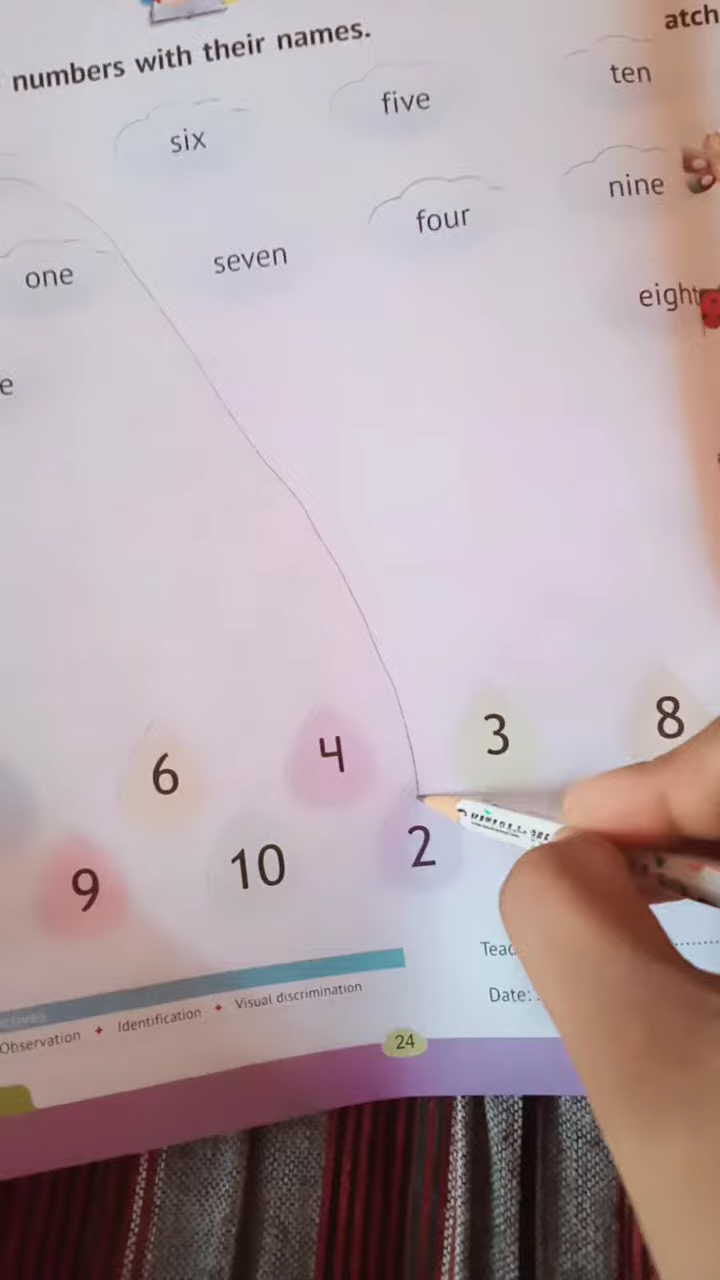 numbers with their names.
atch
six
five
ten
one
seven
four
nine
eight
e
6
4
3
8
9
10
2
Teac
Date:
Observation ✦ Identification ✦ Visual discrimination
24